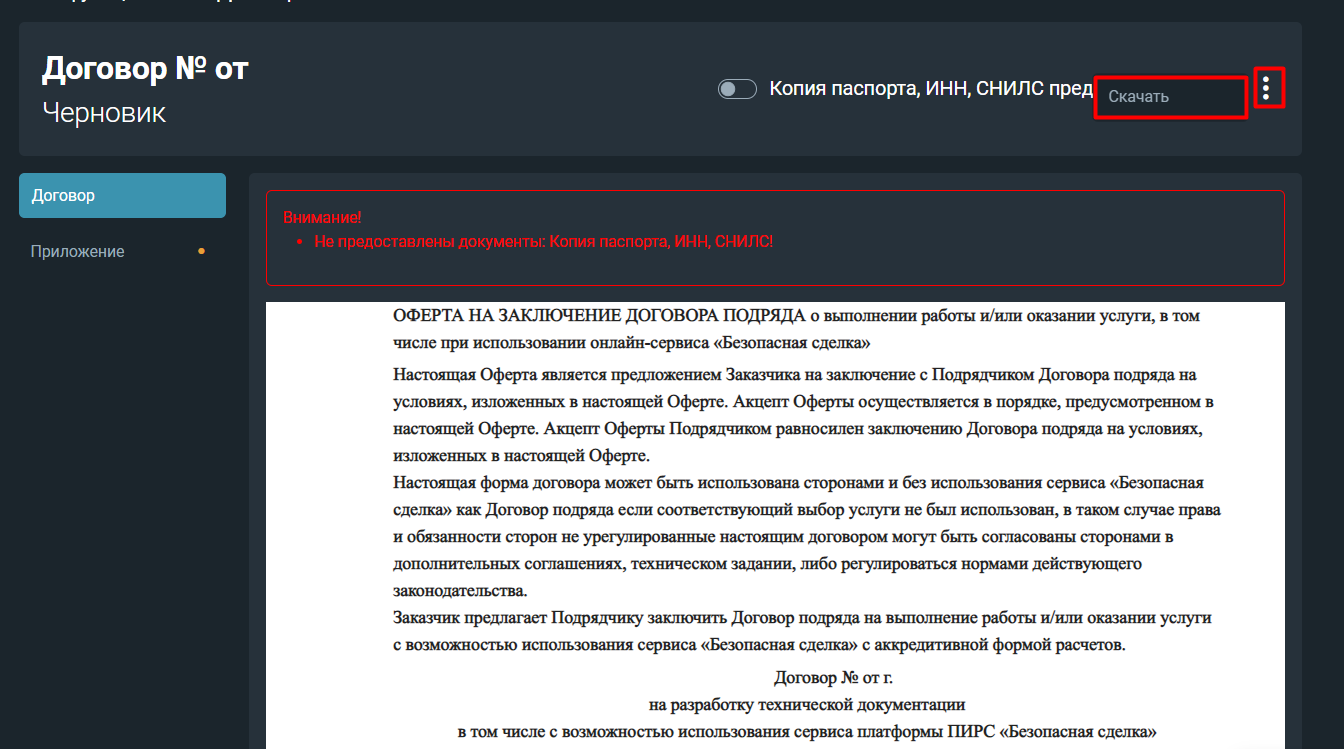 Договор № от
Черновик
Копия паспорта, ИНН, СНИЛС пред
Скачать
Договор
Приложение
Внимание!
• Не предоставлены документы: Копия паспорта, ИНН, СНИЛС!
ОФЕРТА НА ЗАКЛЮЧЕНИЕ ДОГОВОРА ПОДРЯДА о выполнении работы и/или оказании услуги, в том
числе при использовании онлайн-сервиса «Безопасная сделка»
Настоящая Оферта является предложением Заказчика на заключение с Подрядчиком Договора подряда на
условиях, изложенных в настоящей Оферте. Акцепт Оферты осуществляется в порядке, предусмотренном в
настоящей Оферте. Акцепт Оферты Подрядчиком равносилен заключению Договора подряда на условиях,
изложенных в настоящей Оферте.
Настоящая форма договора может быть использована сторонами и без использования сервиса «Безопасная
сделка» как Договор подряда если соответствующий выбор услуги не был использован, в таком случае права
и обязанности сторон не урегулированные настоящим договором могут быть согласованы сторонами в
дополнительных соглашениях, техническом задании, либо регулироваться нормами действующего
законодательства.
Заказчик предлагает Подрядчику заключить Договор подряда на выполнение работы и/или оказании услуги
с возможностью использования сервиса «Безопасная сделка» с аккредитивной формой расчетов.
Договор № от г.
на разработку технической документации
в том числе с возможностью использования сервиса платформы ПИРС «Безопасная сделка»